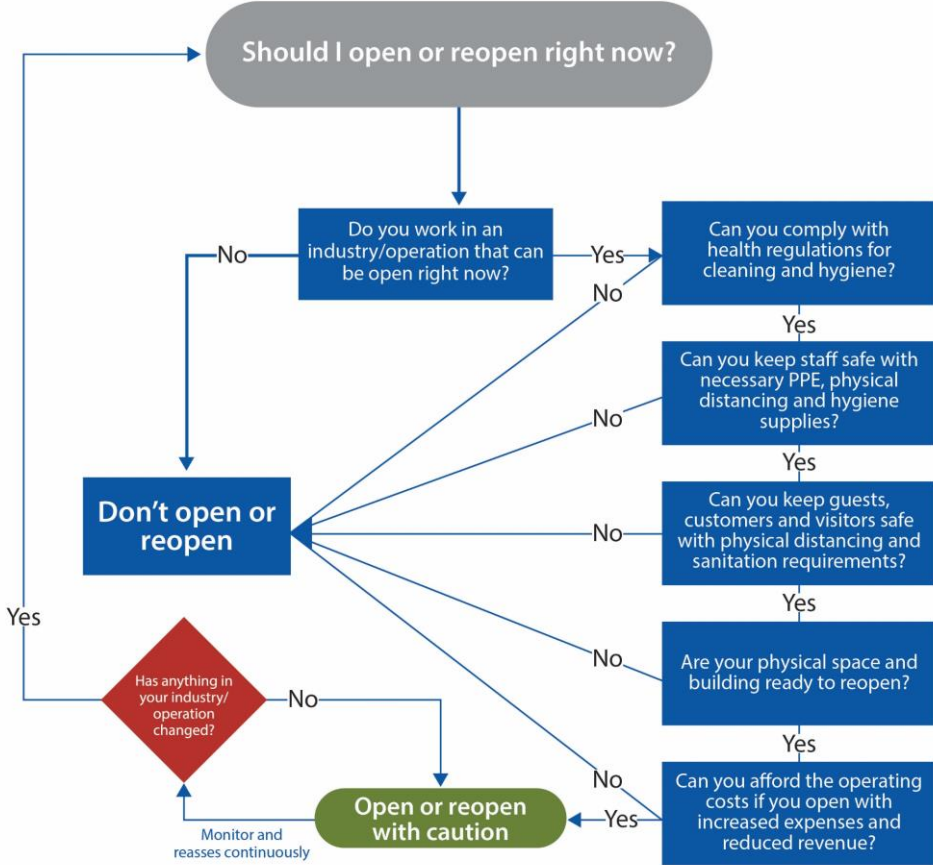 Should I open or reopen right now?
Do you work in an
industry/operation that can
be open right now?
No
Yes
Can you comply with
health regulations for
cleaning and hygiene?
No
Yes
Can you keep staff safe with
necessary PPE, physical
distancing and hygiene
supplies?
No
Yes
Can you keep guests,
customers and visitors safe
with physical distancing and
sanitation requirements?
No
Yes
Are your physical space and
building ready to reopen?
No
Yes
Can you afford the operating
costs if you open with
increased expenses and
reduced revenue?
No
Yes
Don't open or
reopen
Open or reopen
with caution
Monitor and
reasses continuously
Has anything in
your industry/
operation
changed?
No
Yes